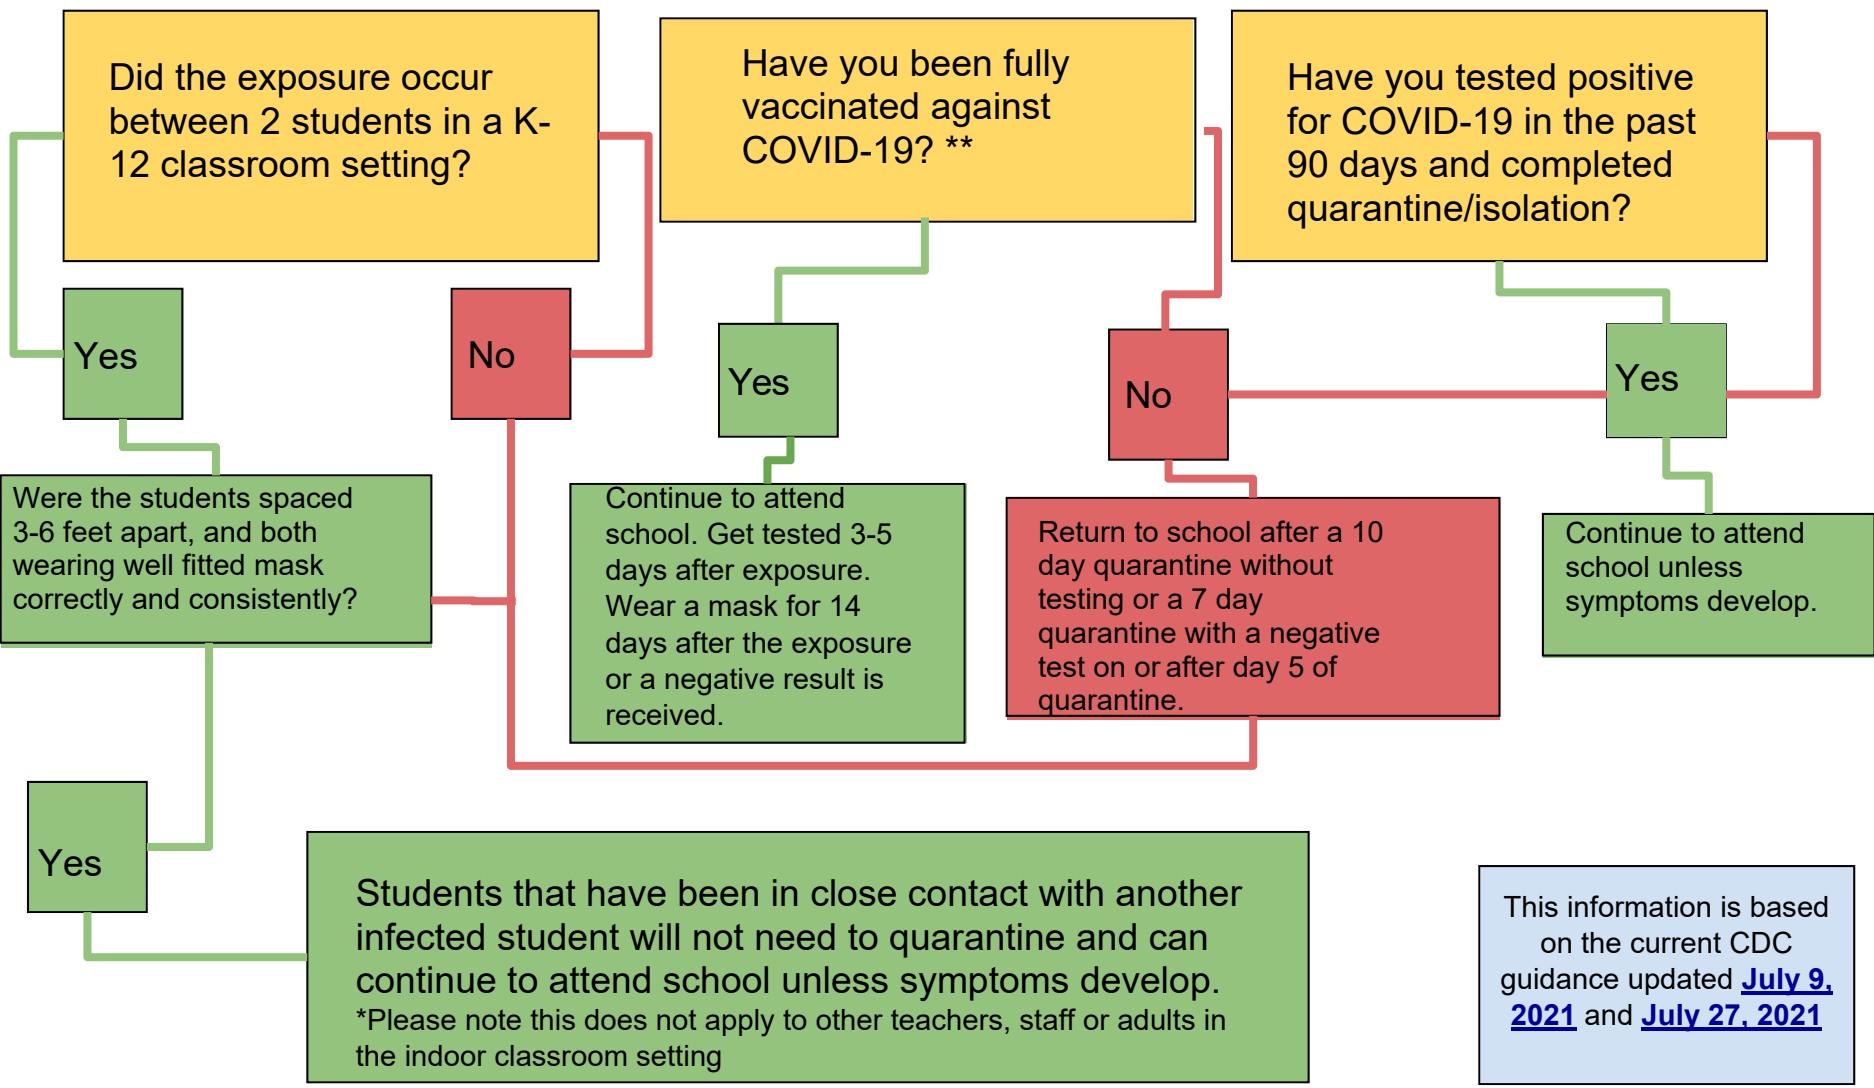 Did the exposure occur
between 2 students in a K-
12 classroom setting?
Have you been fully
vaccinated against
COVID-19? **
Have you tested positive
for COVID-19 in the past
90 days and completed
quarantine/isolation?
Yes
No
Yes
No
Yes
Were the students spaced
3-6 feet apart, and both
wearing well fitted mask
correctly and consistently?
Continue to attend
school. Get tested 3-5
days after exposure.
Wear a mask for 14
days after the exposure
or a negative result is
received.
Return to school after a 10
day quarantine without
testing or a 7 day
quarantine with a negative
test on or after day 5 of
quarantine.
Continue to attend
school unless
symptoms develop.
Yes
Students that have been in close contact with another
infected student will not need to quarantine and can
continue to attend school unless symptoms develop.
*Please note this does not apply to other teachers, staff or adults in
the indoor classroom setting
This information is based
on the current CDC
guidance updated July 9,
2021 and July 27, 2021